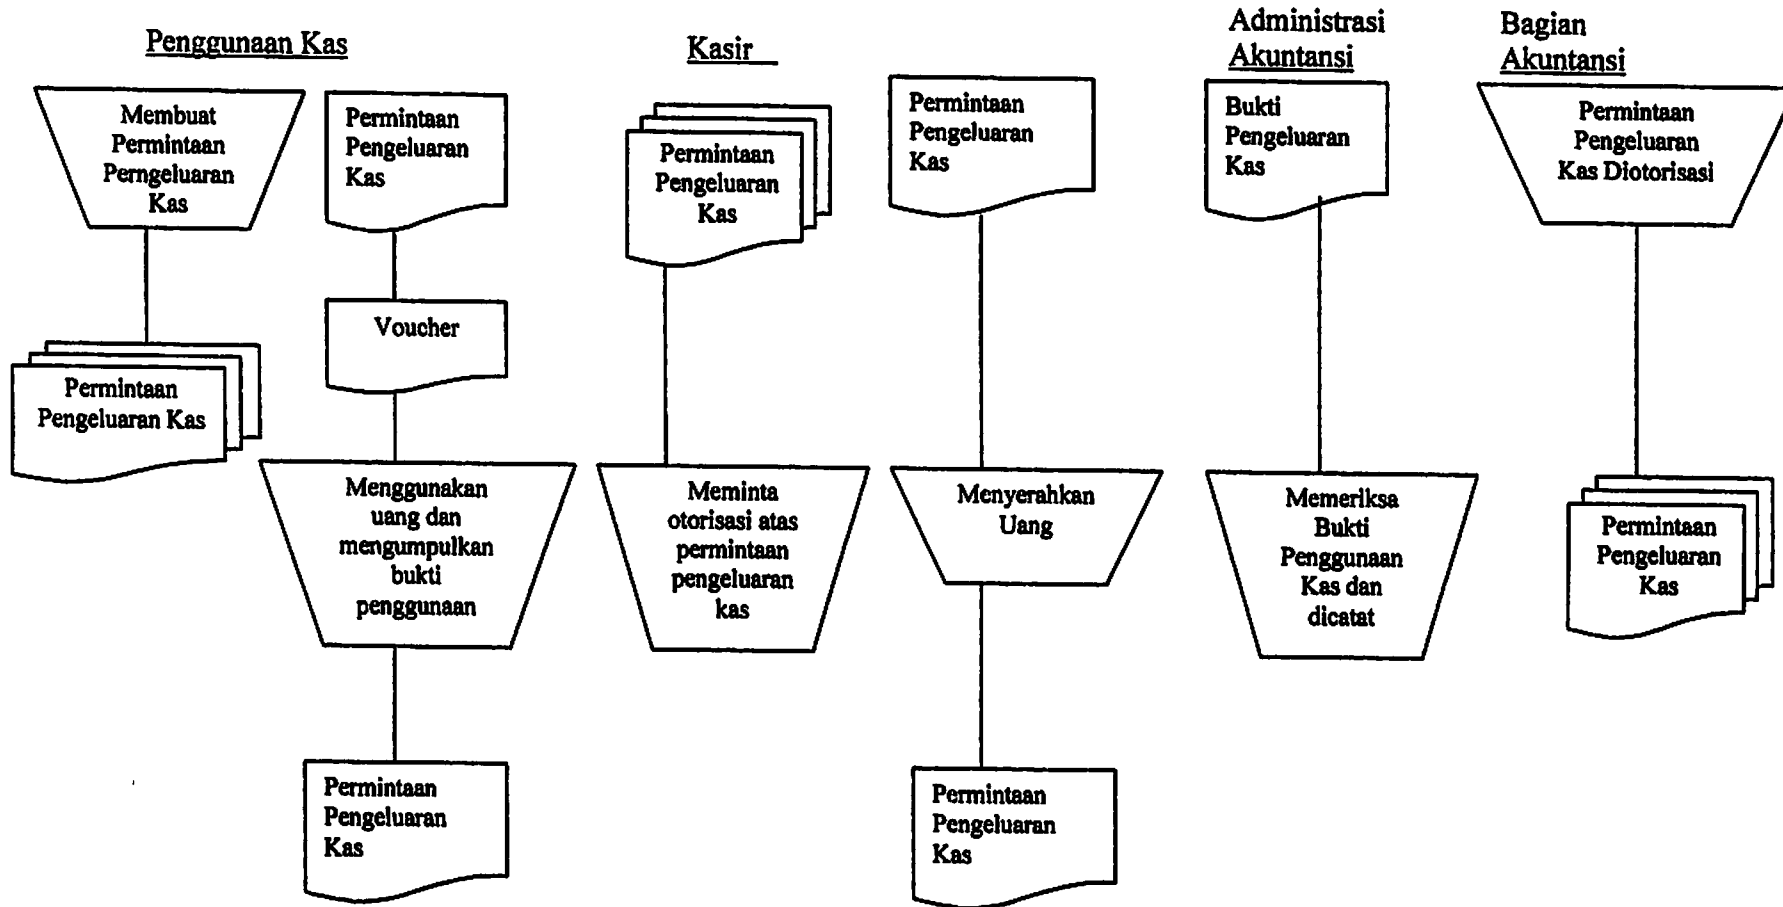 Penggunaan Kas
Membuat
Permintaan
Perngeluaran
Kas
Permintaan
Pengeluaran Kas
Permintaan
Pengeluaran
Kas
Voucher
Menggunakan
uang dan
mengumpulkan
bukti
penggunaan
Permintaan
Pengeluaran
Kas
Kasir
Permintaan
Pengeluaran
Kas
Meminta
otorisasi atas
permintaan
pengeluaran
kas
Permintaan
Pengeluaran
Kas
Menyerahkan
Uang
Permintaan
Pengeluaran
Kas
Administrasi
Akuntansi
Bukti
Pengeluaran
Kas
Memeriksa
Bukti
Penggunaan
Kas dan
dicatat
Bagian
Akuntansi
Permintaan
Pengeluaran
Kas Diotorisasi
Permintaan
Pengeluaran
Kas